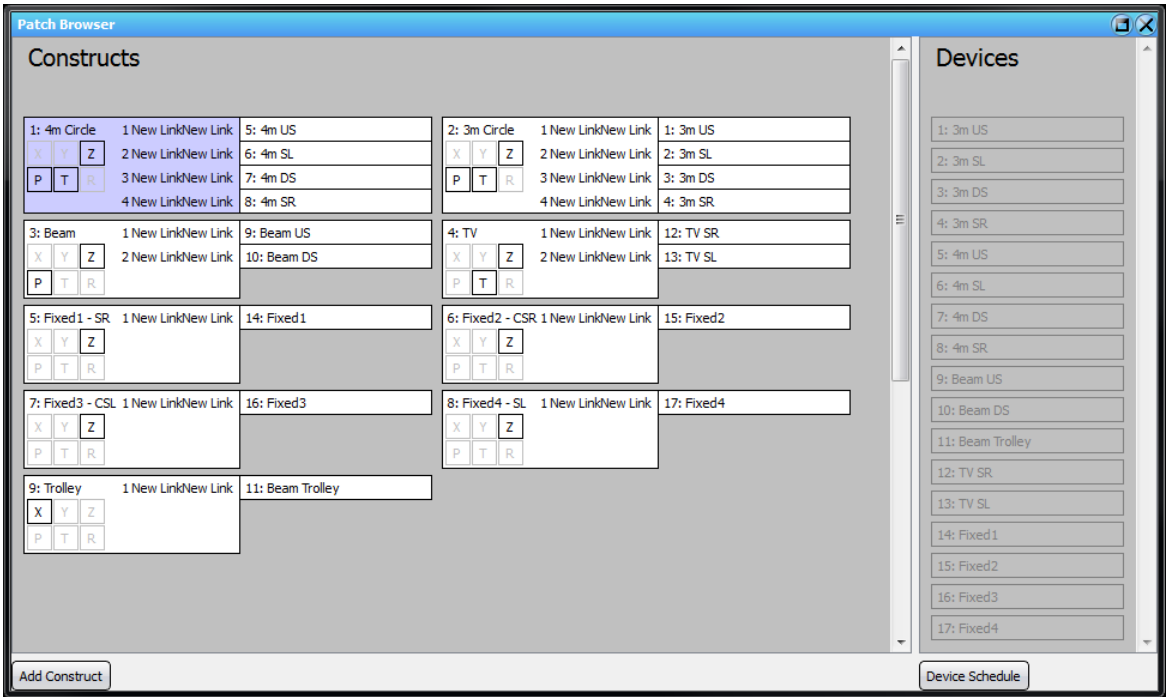 Patch Browser
Constructs
Devices
1: 4m Circle 1 New LinkNew Link 5: 4m US
X Y Z 2 New LinkNew Link 6: 4m SL
P T R 3 New LinkNew Link 7: 4m DS
4 New LinkNew Link 8: 4m SR
2: 3m Circle 1 New LinkNew Link 1: 3m US
X Y Z 2 New LinkNew Link 2: 3m SL
P T R 3 New LinkNew Link 3: 3m DS
4 New LinkNew Link 4: 3m SR
3: Beam 1 New LinkNew Link 9: Beam US
X Y Z 2 New LinkNew Link 10: Beam DS
P T R
4: TV 1 New LinkNew Link 12: TV SR
X Y Z 2 New LinkNew Link 13: TV SL
P T R
5: Fixed1 - SR 1 New LinkNew Link 14: Fixed1
X Y Z
P T R
6: Fixed2 - CSR 1 New LinkNew Link 15: Fixed2
X Y Z
P T R
7: Fixed3 - CSL 1 New LinkNew Link 16: Fixed3
X Y Z
P T R
8: Fixed4 - SL 1 New LinkNew Link 17: Fixed4
X Y Z
P T R
9: Trolley 1 New LinkNew Link 11: Beam Trolley
X Y Z
P T R
1: 3m US
2: 3m SL
3: 3m DS
4: 3m SR
5: 4m US
6: 4m SL
7: 4m DS
8: 4m SR
9: Beam US
10: Beam DS
11: Beam Trolley
12: TV SR
13: TV SL
14: Fixed1
15: Fixed2
16: Fixed3
17: Fixed4
Add Construct
Device Schedule